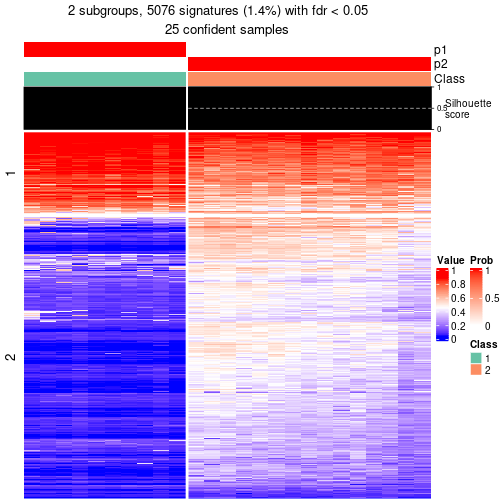 2 subgroups, 5076 signatures (1.4%) with fdr < 0.05
25 confident samples
p1
p2
Class
1
0.5
0
Silhouette
score
1
2
Value
1
0.8
0.6
0.4
0.2
0
Prob
1
0.5
0
Class
1
2